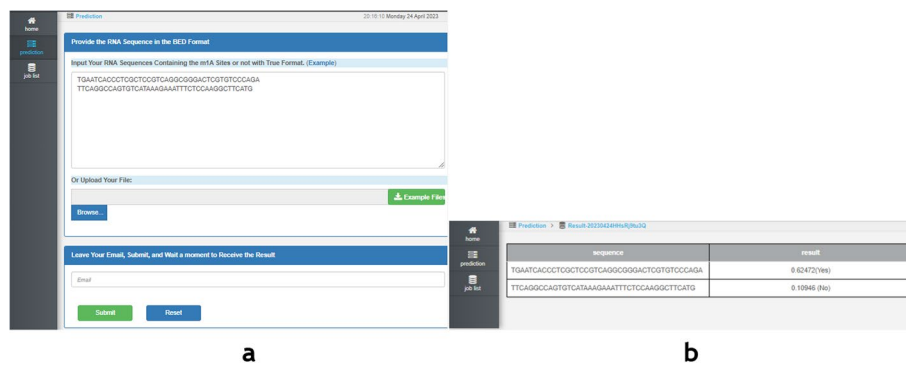 home
prediction
job list
Prediction
20:18:10 Monday 24 April 2023
Provide the RNA Sequence in the BED Format
Input Your RNA Sequences Containing the m1A Sites or not with True Format. (Example)
TGAATCACCCTCGCTCCGTCAGGCGGGACTCGTGTCCCAGA
TTCAGGCCAGTGTCATAAAGAAATTTCTCCAAGGCTTCATG
Or Upload Your File:
Example Files
Browse...
Leave Your Email, Submit, and Wait a moment to Receive the Result
Email
Submit Reset
a
home
prediction
job list
Prediction >
sequence result
TGAATCACCCTCGCTCCGTCAGGCGGGACTCGTGTCCCAGA 0.62472(Yes)
TTCAGGCCAGTGTCATAAAGAAATTTCTCCAAGGCTTCATG 0.10946 (No)
b